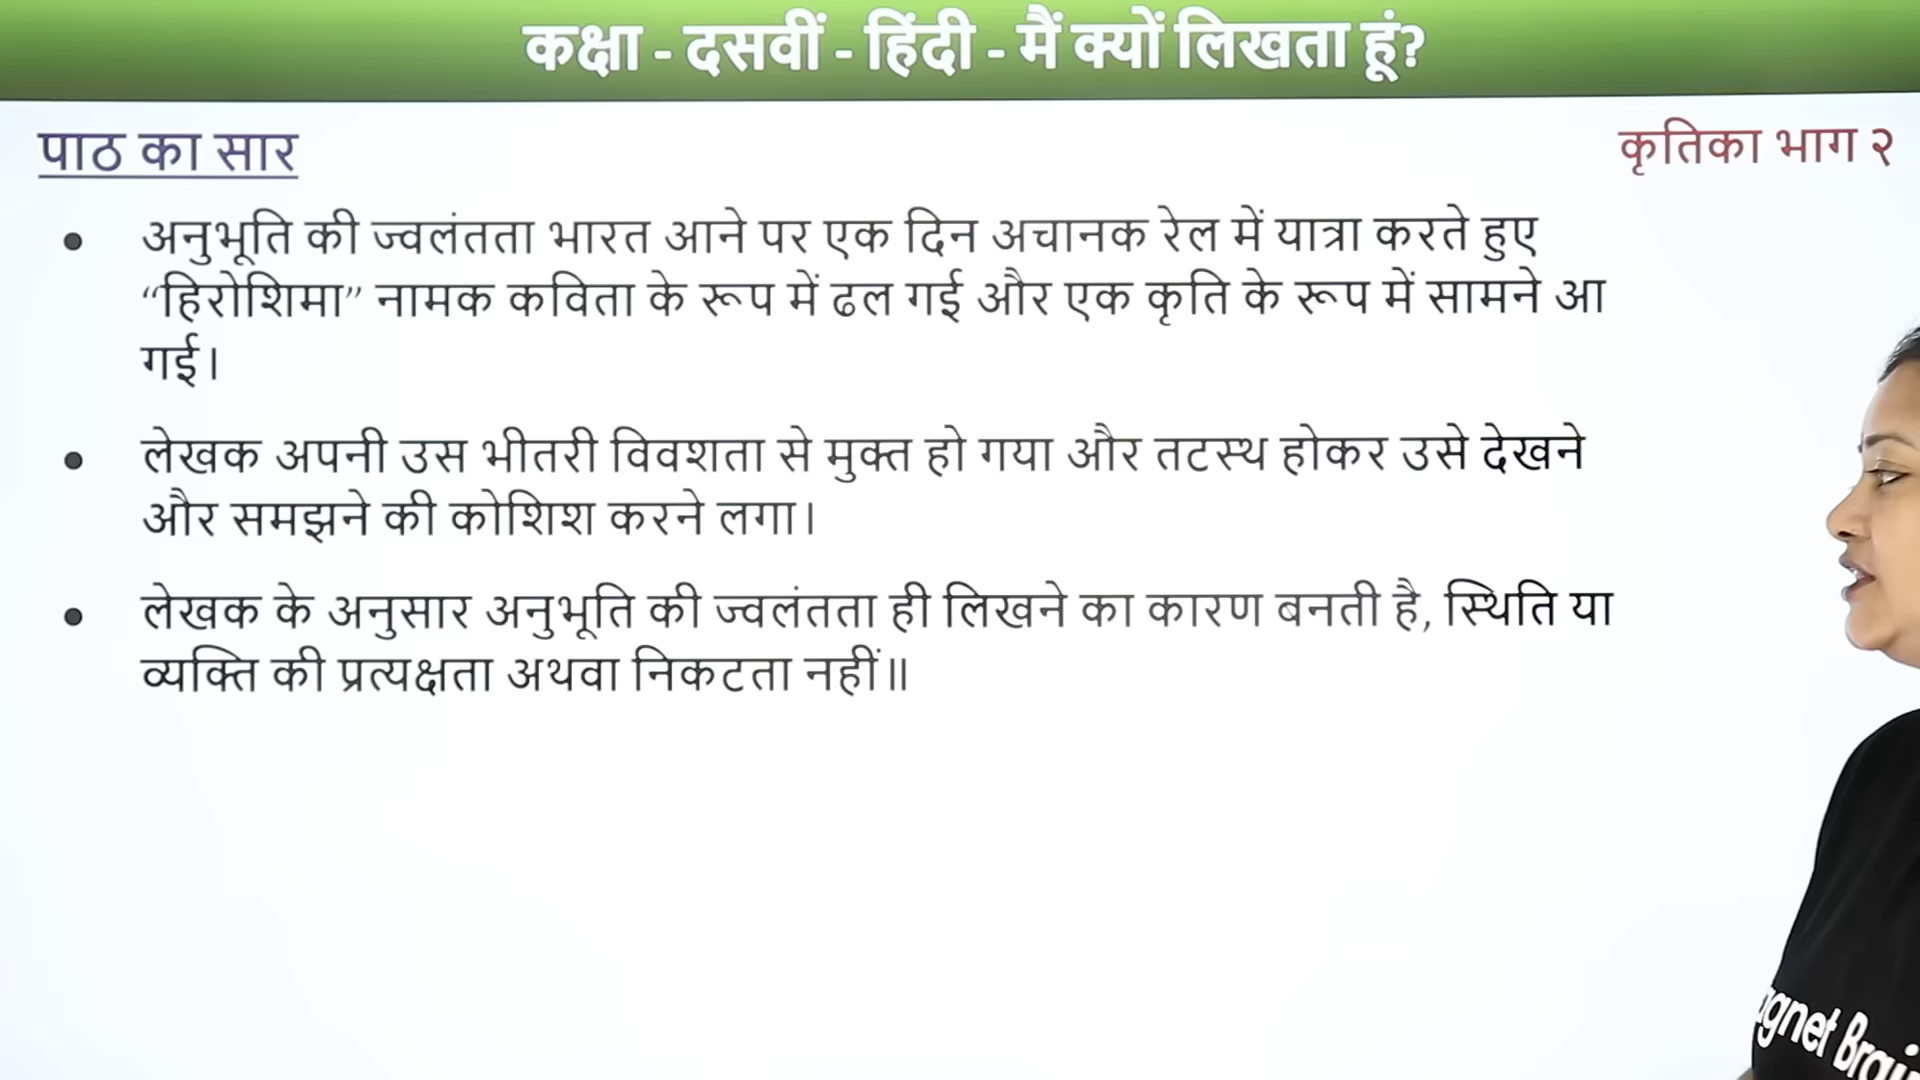 कक्षा - दसवीं - हिंदी - मैं क्यों लिखता हूं?
पाठ का सार
कृतिका भाग २
• अनुभूति की ज्वलंतता भारत आने पर एक दिन अचानक रेल में यात्रा करते हुए
“हिरोशिमा” नामक कविता के रूप में ढल गई और एक कृति के रूप में सामने आ
गई।
• लेखक अपनी उस भीतरी विवशता से मुक्त हो गया और तटस्थ होकर उसे देखने
और समझने की कोशिश करने लगा।
• लेखक के अनुसार अनुभूति की ज्वलंतता ही लिखने का कारण बनती है, स्थिति या
व्यक्ति की प्रत्यक्षता अथवा निकटता नहीं॥